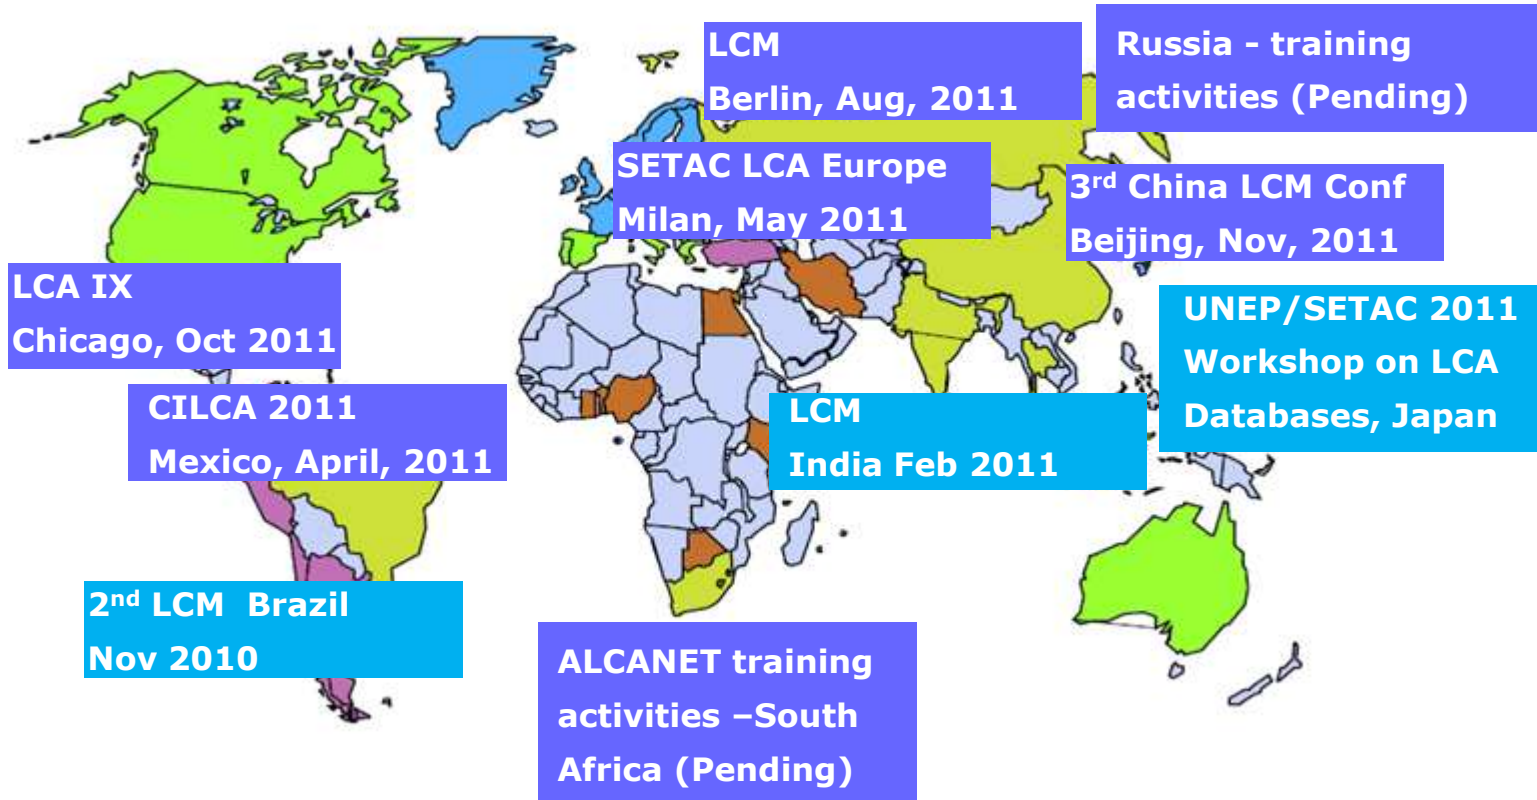 LCM
Berlin, Aug, 2011
Russia - training
activities (Pending)
SETAC LCA Europe
Milan, May 2011
3rd China LCM Conf
Beijing, Nov, 2011
LCA IX
Chicago, Oct 2011
UNEP/SETAC 2011
Workshop on LCA
Databases, Japan
CILCA 2011
Mexico, April, 2011
LCM
India Feb 2011
2nd LCM  Brazil
Nov 2010
ALCANET training
activities –South
Africa (Pending)